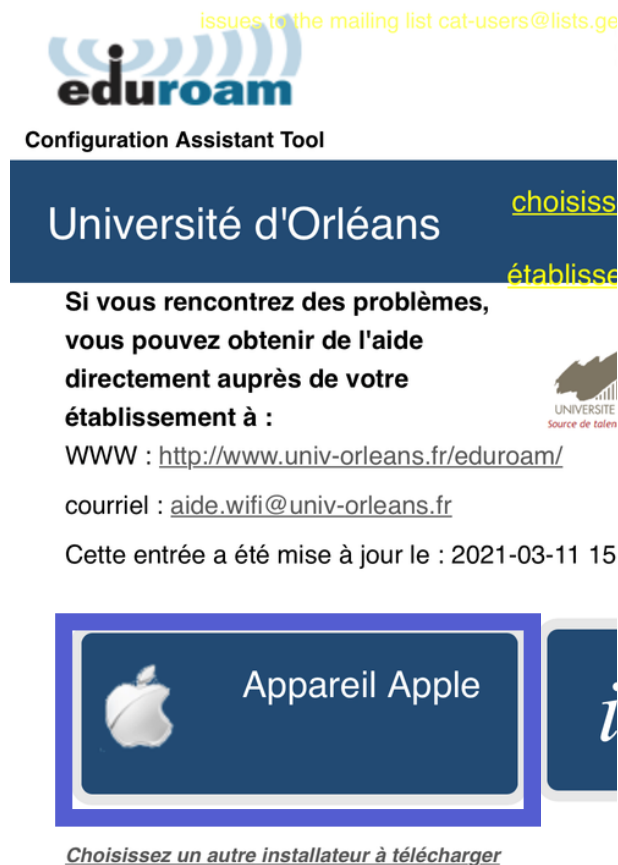 issues to the mailing list cat-users@lists.ge
eduroam
Configuration Assistant Tool
Université d'Orléans
choisiss
établisse
Si vous rencontrez des problèmes,
vous pouvez obtenir de l'aide
directement auprès de votre
établissement à :
UNIVERSITE
Source de talen
WWW : http://www.univ-orleans.fr/eduroam/
courriel : aide.wifi@univ-orleans.fr
Cette entrée a été mise à jour le : 2021-03-11 15
Appareil Apple
i
Choisissez un autre installateur à télécharger